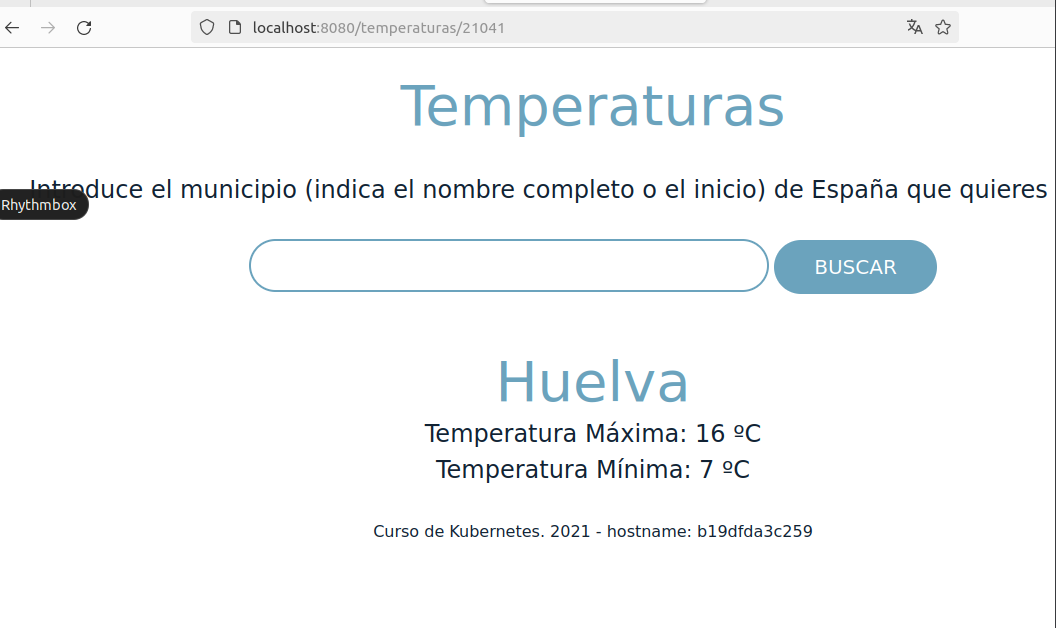 localhost:8080/temperaturas/21041
Temperaturas
Introduce el municipio (indica el nombre completo o el inicio) de España que quieres
Rhythmbox
BUSCAR
Huelva
Temperatura Máxima: 16 ºC
Temperatura Mínima: 7 ºC
Curso de Kubernetes. 2021 - hostname: b19dfda3c259